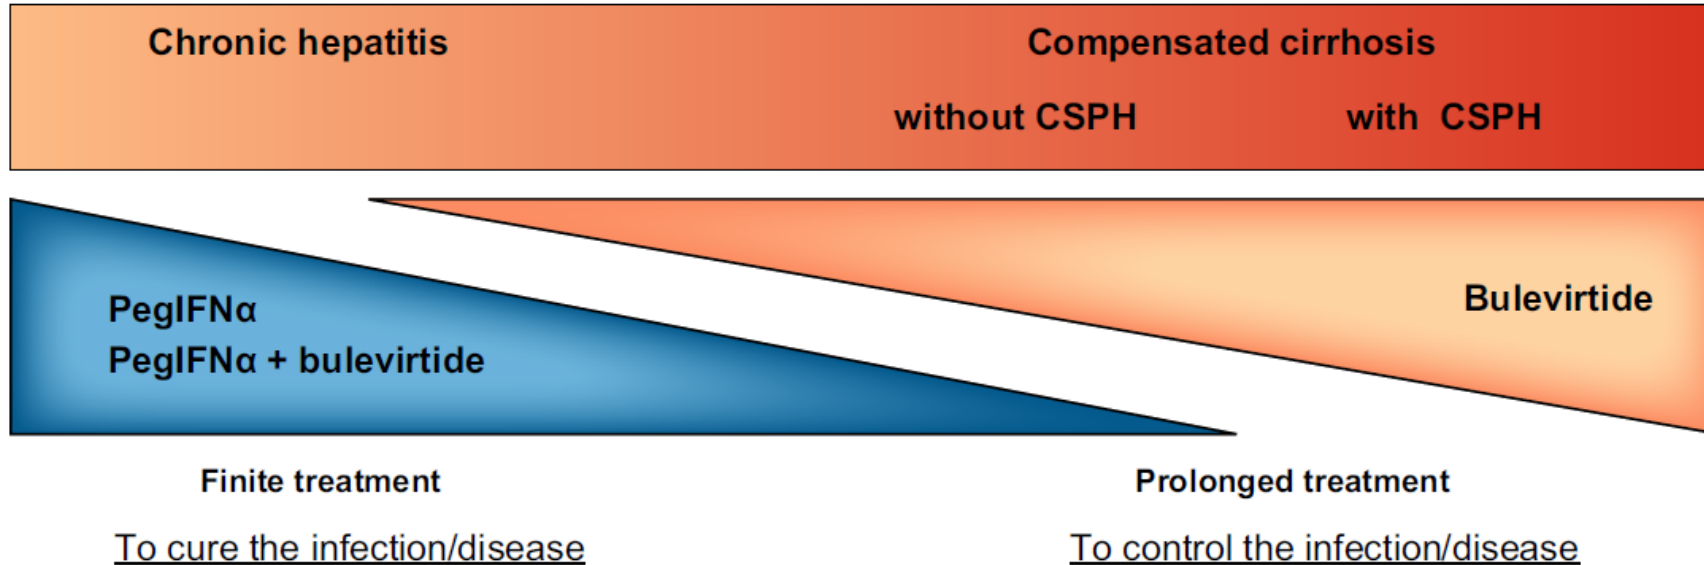 Chronic hepatitis
Compensated cirrhosis
without CSPH
with CSPH
PegIFNα
PegIFNα + bulevirtide
Bulevirtide
Finite treatment
Prolonged treatment
To cure the infection/disease
To control the infection/disease